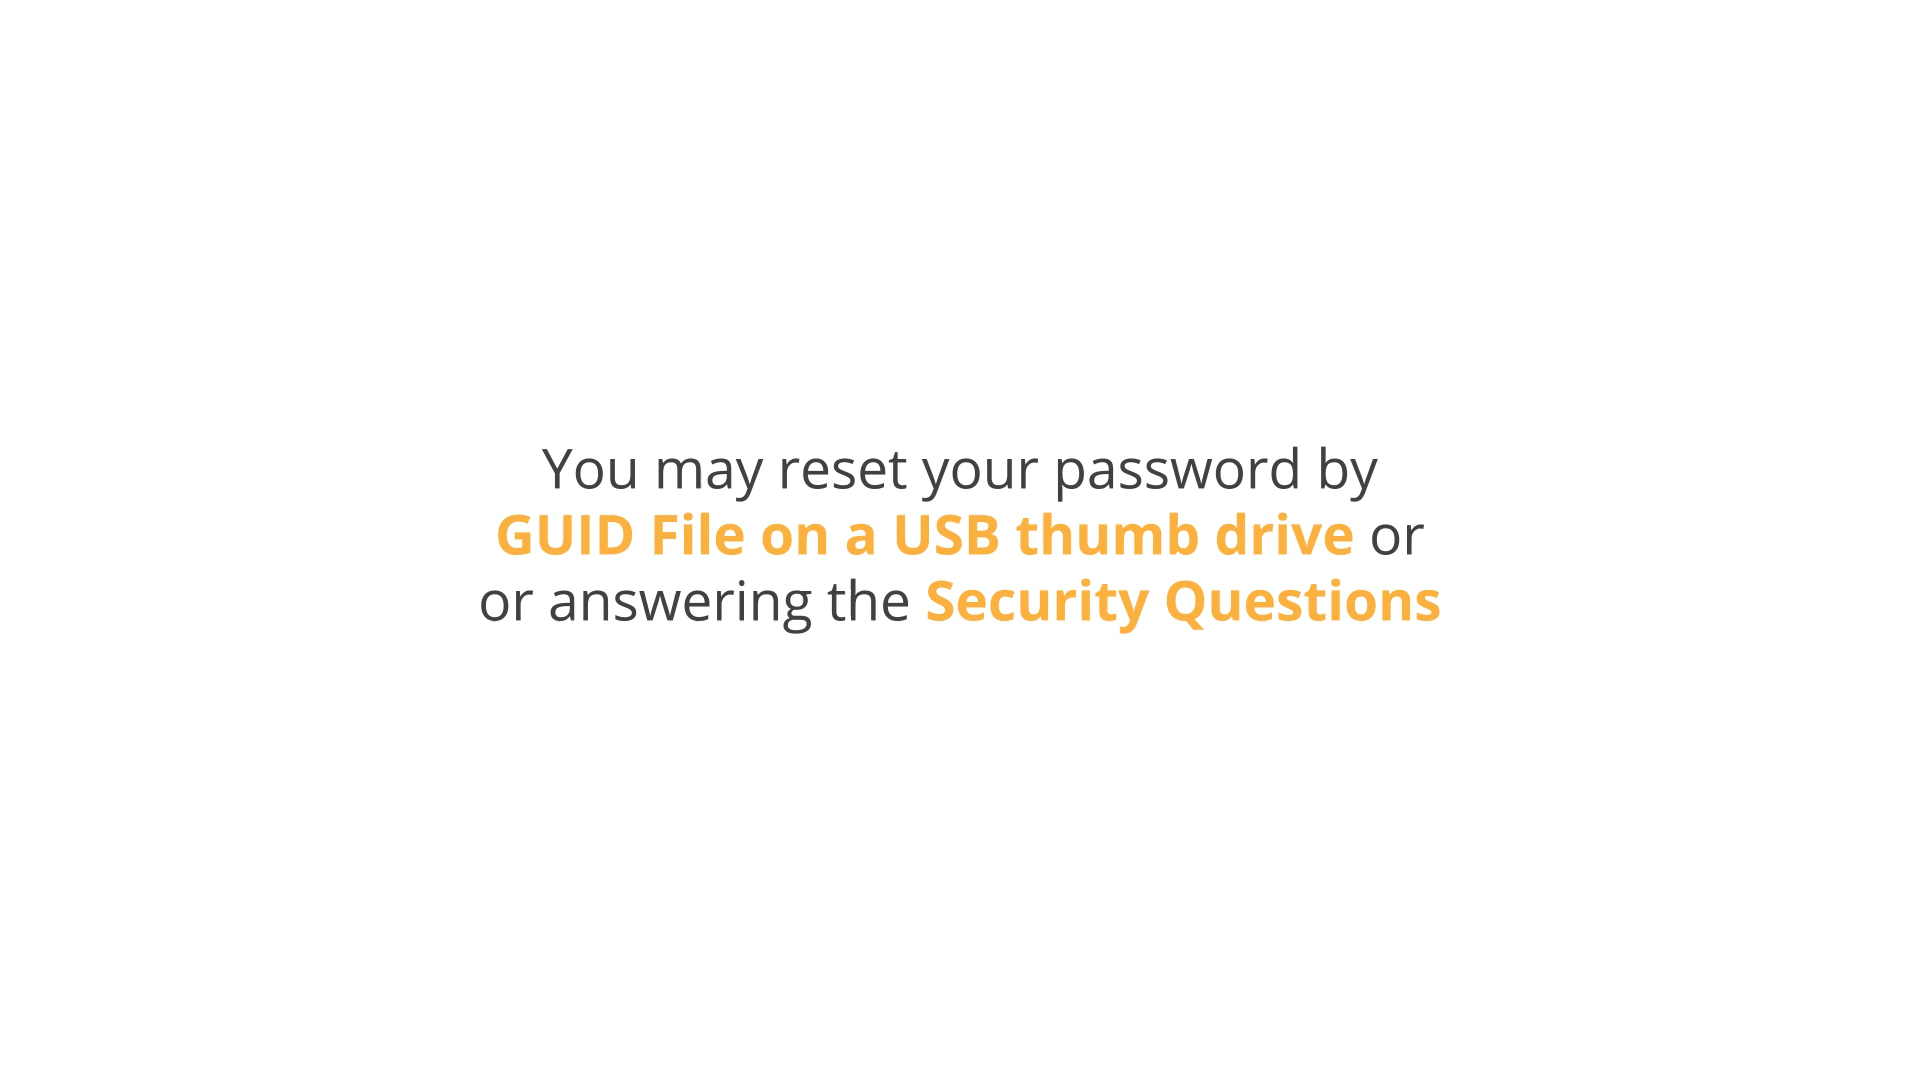 You may reset your password by
GUID File on a USB thumb drive or
or answering the Security Questions